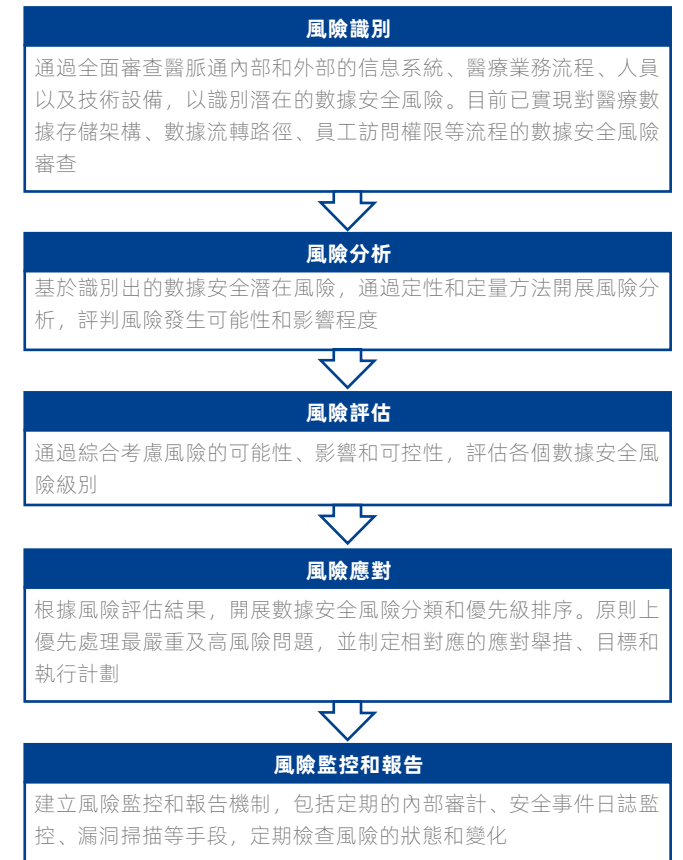 風險識別
通過全面審查醫脈通內部和外部的信息系統、醫療業務流程、人員
以及技術設備，以識別潛在的數據安全風險。目前已實現對醫療數
據存儲架構、數據流轉路徑、員工訪問權限等流程的數據安全風險
審查
風險分析
基於識別出的數據安全潛在風險，通過定性和定量方法開展風險分
析，評判風險發生可能性和影響程度
風險評估
通過綜合考慮風險的可能性、影響和可控性，評估各個數據安全風
險級別
風險應對
根據風險評估結果，開展數據安全風險分類和優先級排序。原則上
優先處理最嚴重及高風險問題，並制定相對應的應對舉措、目標和
執行計劃
風險監控和報告
建立風險監控和報告機制，包括定期的內部審計、安全事件日誌監
控、漏洞掃描等手段，定期檢查風險的狀態和變化